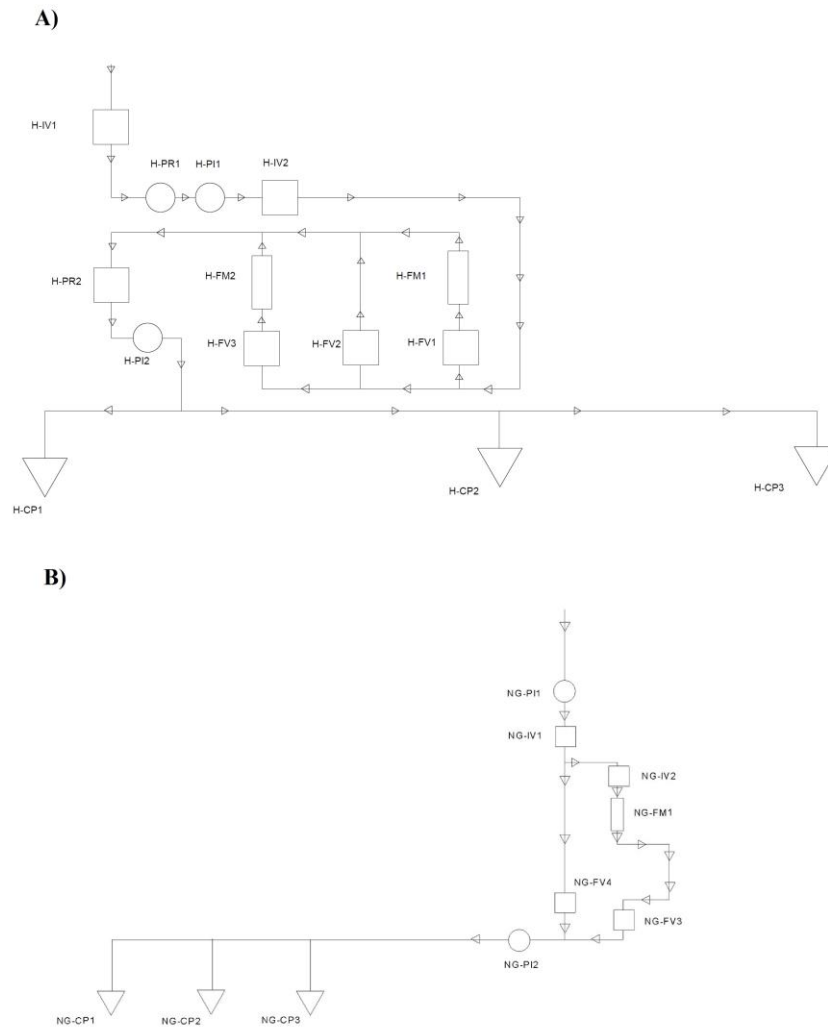 A)
H-IV1
H-PR1 H-PI1 H-IV2
H-PR2 H-FM2 H-FM1
H-FV3 H-FV2 H-FV1
H-PI2
H-CP1 H-CP2 H-CP3
B)
NG-PI1
NG-IV1
NG-IV2
NG-FM1
NG-FV4
NG-FV3
NG-PI2
NG-CP1 NG-CP2 NG-CP3